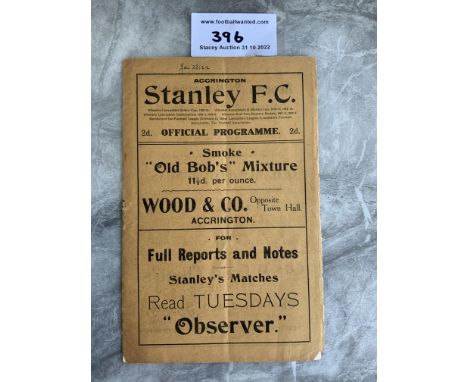 www.footballwanted.com
396
Stacey Auction 31 10 2022
ACCRINGTON
Stanley F.C.
2d. OFFICIAL PROGRAMME. 2d.
Smoke
"Old Bob's" Mixture
11½d. per ounce.
WOOD & CO. Opposite Town Hall.
ACCRINGTON.
FOR
Full Reports and Notes
Stanley's Matches
Read TUESDAYS
"Observer."